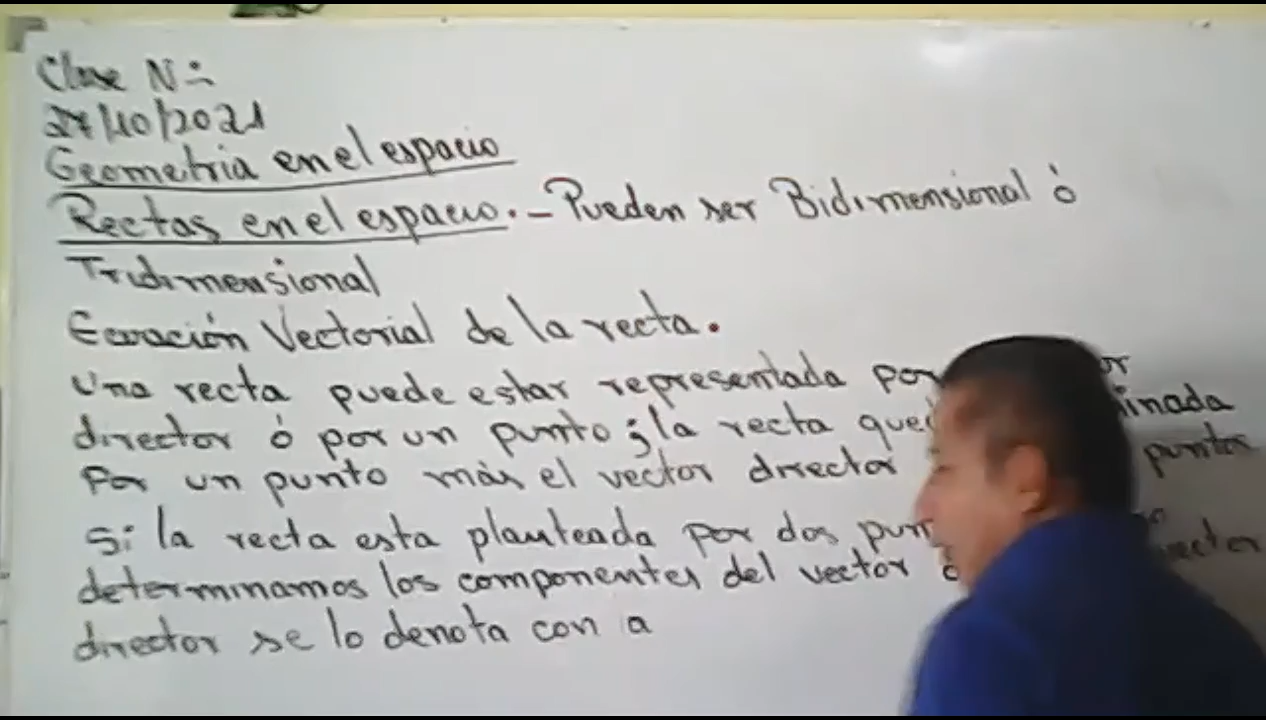 Clase N:
27/10/2021
Geometria en el espacio
Rectas en el espacio.- Pueden ser Bidimensional ó
Tridimensional
Ecuación Vectorial de la recta.
Una recta puede estar representada por
director ó por un punto; la recta
Por un punto más el vector director puntos
Si la recta esta planteada por dos
determinamos los componentes del vector vector
director se lo denota con a